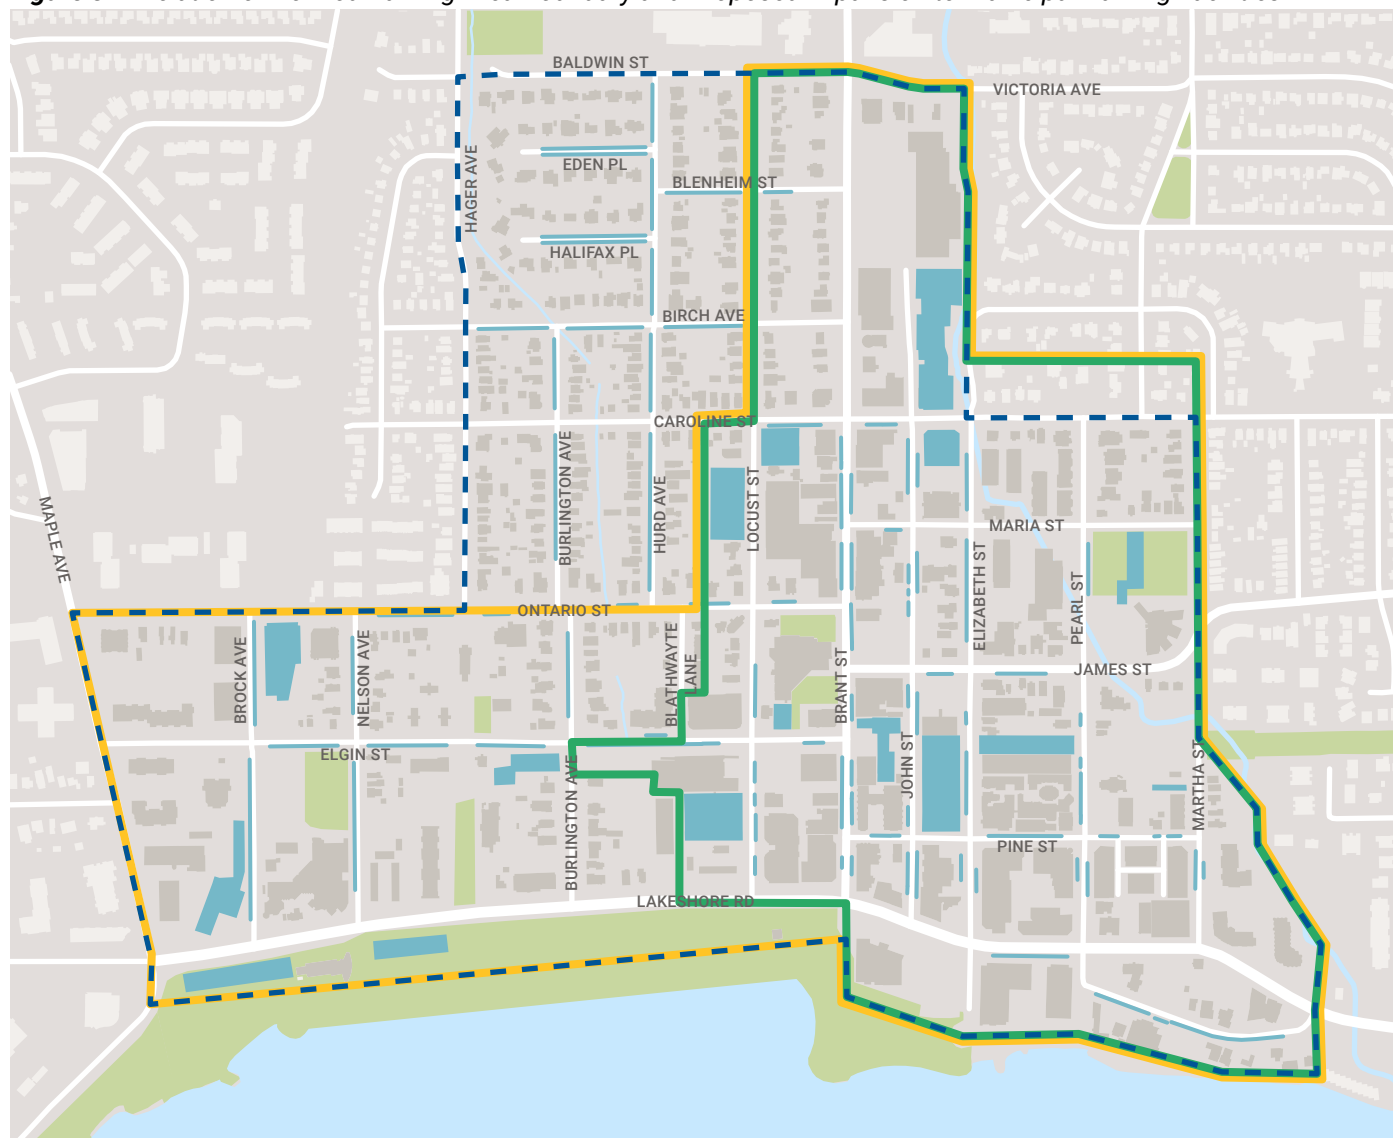 BALDWIN ST
VICTORIA AVE
HAGER AVE
EDEN PL
BLENHEIM ST
HALIFAX PL
BIRCH AVE
CAROLINE ST
BURLINGTON AVE
HURD AVE
LOCUST ST
MAPLE AVE
MARIA ST
ELIZABETH ST
PEARL ST
ONTARIO ST
BROCK AVE
NELSON AVE
BLATHWAYTE
LANE
BRANT ST
JAMES ST
ELGIN ST
JOHN ST
MARTHA ST
BURLINGTON AVE
PINE ST
LAKESHORE RD